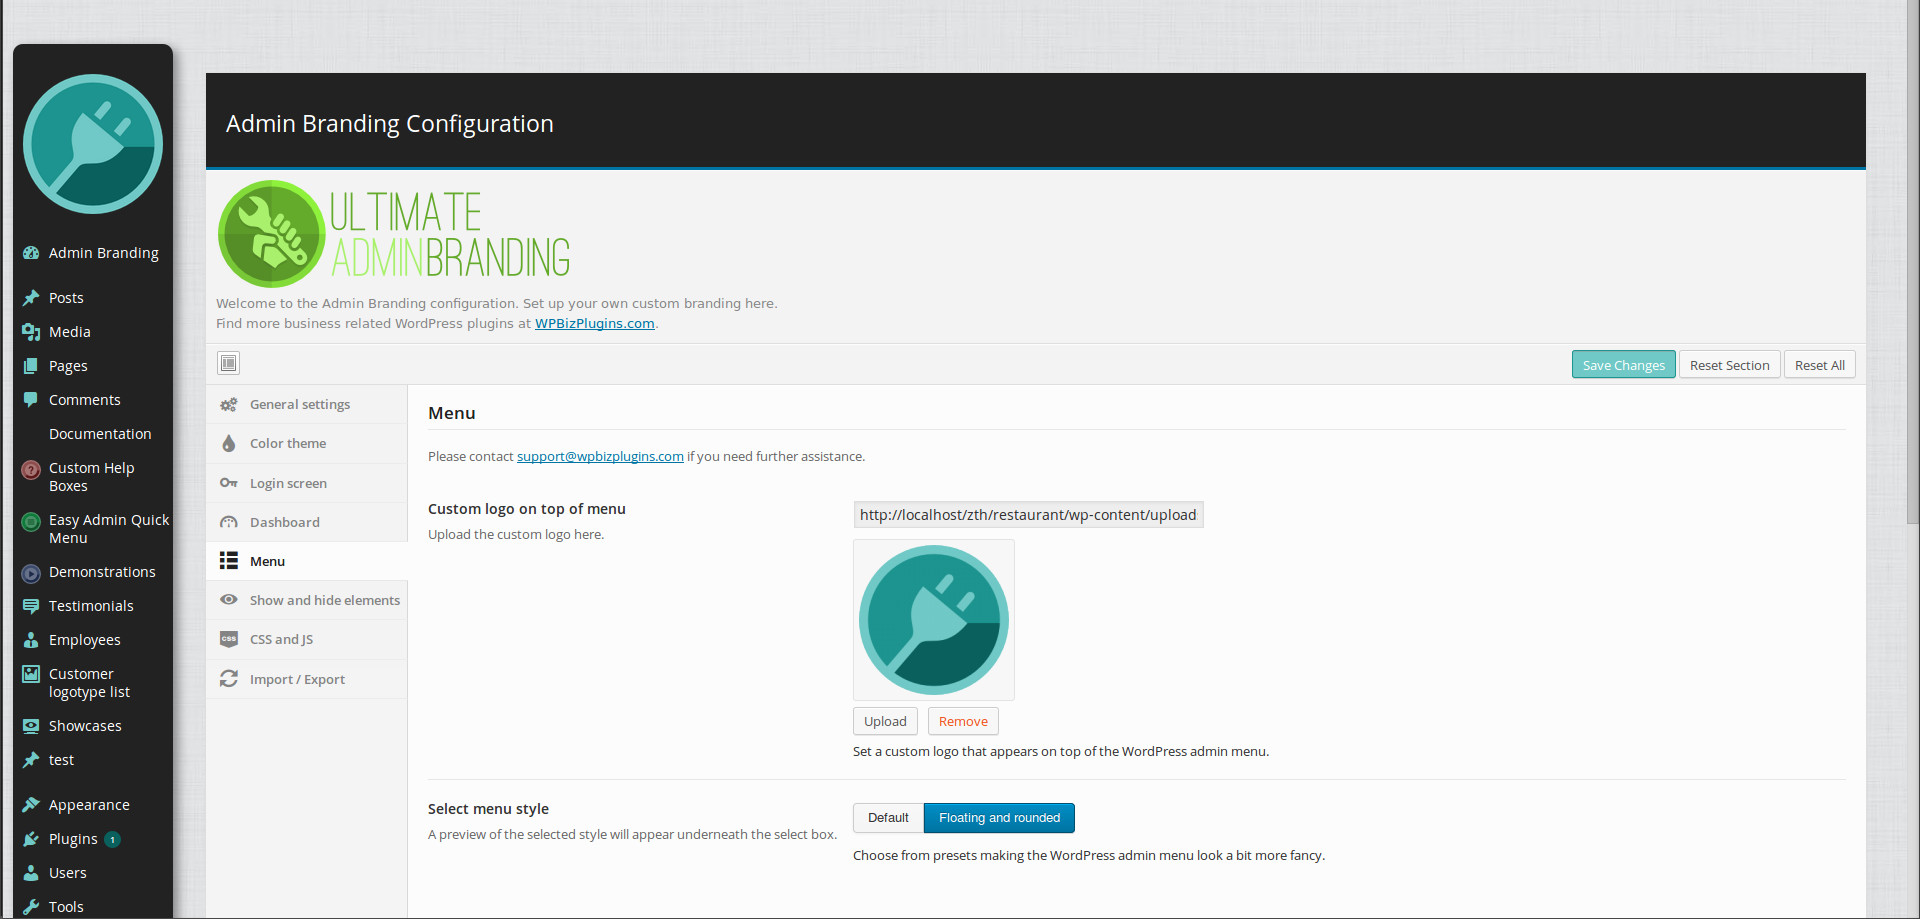 Admin Branding
Posts
Media
Pages
Comments
Documentation
Custom Help
Boxes
Easy Admin Quick
Menu
Demonstrations
Testimonials
Employees
Customer
logotype list
Showcases
test
Appearance
Plugins 1
Users
Tools
Admin Branding Configuration
ULTIMATE
ADMINBRANDING
Welcome to the Admin Branding configuration. Set up your own custom branding here.
Find more business related WordPress plugins at WPBizPlugins.com.
Save Changes Reset Section Reset All
General settings
Color theme
Login screen
Dashboard
Menu
Show and hide elements
css CSS and JS
Import / Export
Menu
Please contact support@wpbizplugins.com if you need further assistance.
Custom logo on top of menu
Upload the custom logo here.
http://localhost/zth/restaurant/wp-content/upload
Upload Remove
Set a custom logo that appears on top of the WordPress admin menu.
Select menu style
A preview of the selected style will appear underneath the select box.
Default Floating and rounded
Choose from presets making the WordPress admin menu look a bit more fancy.